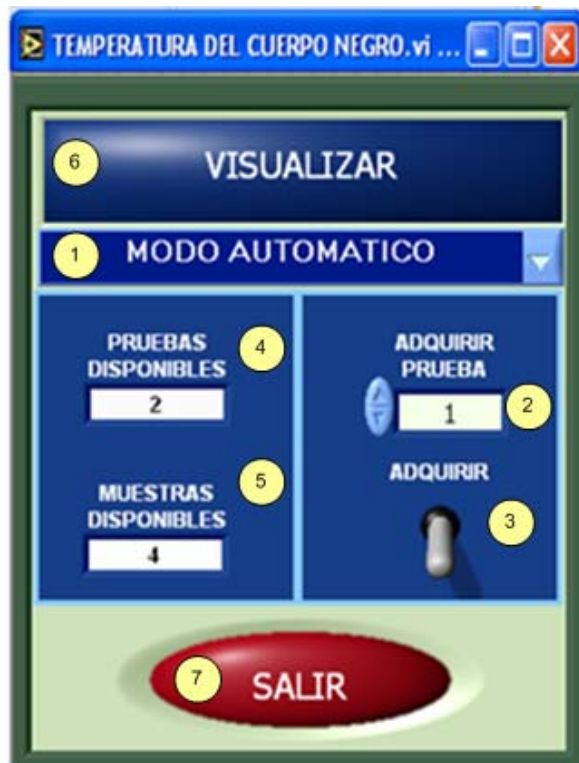 TEMPERATURA DEL CUERPO NEGRO.vi ...
6
VISUALIZAR
1
MODO AUTOMATICO
PRUEBAS
DISPONIBLES
4
2
MUESTRAS
DISPONIBLES
5
4
ADQUIRIR
PRUEBA
1
2
ADQUIRIR
3
7
SALIR